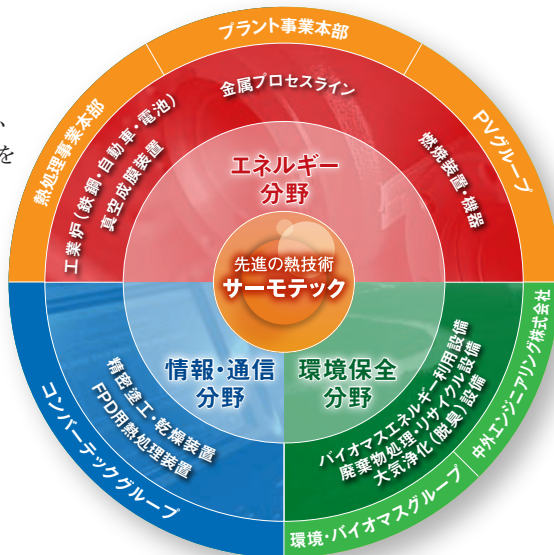 プラント事業本部
熱処理事業本部
PVグループ
、
を
金属プロセスライン
工業炉(鉄鋼・自動車・電池)
真空成膜装置
燃焼装置・機器
エネルギー
分野
先進の熱技術
サーモテック
情報・通信
分野
環境保全
分野
精密塗工・乾燥装置
FPD用熱処理装置
バイオマスエネルギー利用設備
廃棄物処理・リサイクル設備
大気浄化(脱臭)設備
コンバーテックグループ
環境・バイオマスグループ
中外エンジニアリング株式会社